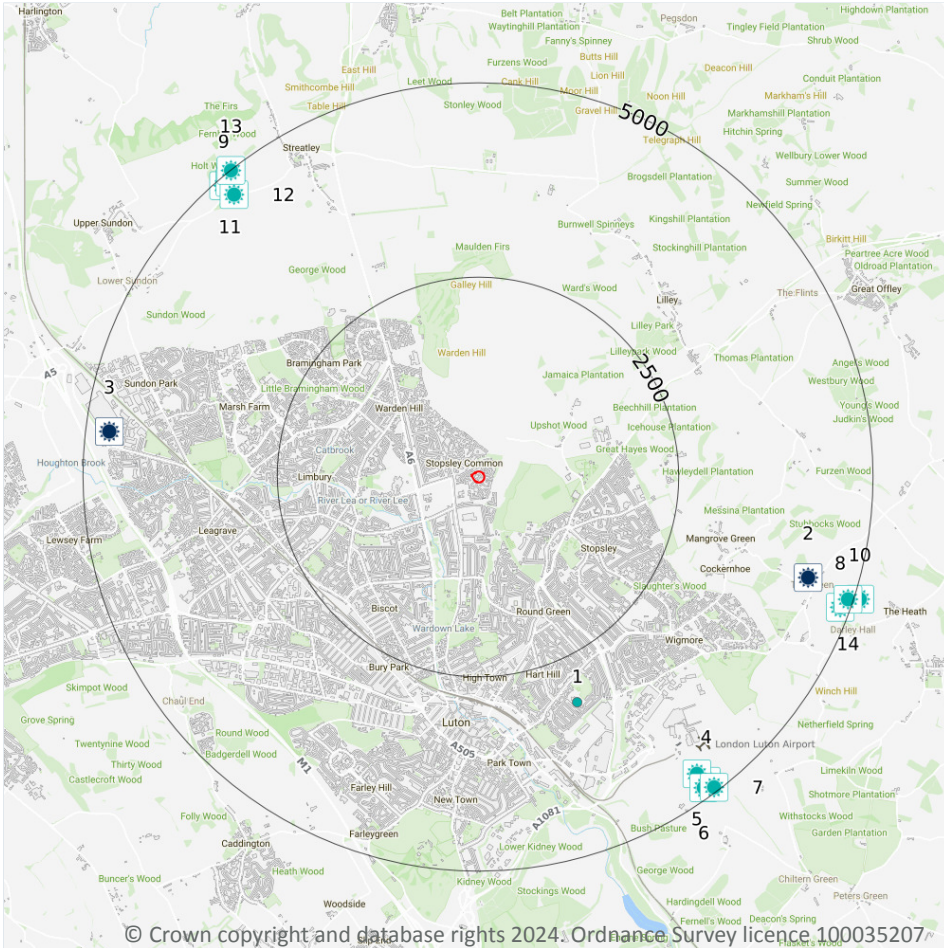 Harlington
Belt Plantation
Pegsdon
Highdown Plantation
Waytinghill Plantation
Tingley Field Plantation
Fanny's Spinney
Shrub Wood
Butts Hill
Furzens Wood
East Hill
Lion Hill
Deacon Hill
Leet Wood
Cank Hill
Conduit Plantation
Smithcombe Hill
Moor Hill
Noon Hill
Markham's Hill
Table Hill
Stonley Wood
Gravel Hill
5000
Markhamshill Plantation
The Firs
Hitchin Spring
13
Telegraph Hill
9
Streatley
Wellbury Lower Wood
Brogsdell Plantation
Summer Wood
12
Newfield Spring
Kingshill Plantation
11
Upper Sundon
Burnwell Spinneys
Birkitt Hill
Maulden Firs
Stockinghill Plantation
Peartree Acre Wood
Oldroad Plantation
George Wood
Lower Sundon
Galley Hill
Ward's Wood
The Flints
Great Offley
Lilley
Sundon Wood
Lilley Park
Warden Hill
Lilleypark Wood
Thomas Plantation
Bramingham Park
2500
Angel's Wood
A5
Jamaica Plantation
3
Sundon Park
Little Bramingham Wood
Westbury Wood
Marsh Farm
Warden Hill
Beechhill Plantation
Young's Wood
Judkin's Wood
Upshot Wood
Icehouse Plantation
Catbrook
A6
Great Hayes Wood
Houghton Brook
Stopsley Common
Hawleydell Plantation
Furzen Wood
Limbury
River Lea or River Lee
Messina Plantation
Leagrave
Stubbocks Wood
Lewsey Farm
Stopsley
Mangrove Green
2
Cockernhoe
8
10
Slaughter's Wood
Biscot
Round Green
The Heath
Wardown Lake
Darley Hall
Wigmore
14
Bury Park
1
High Town
Hart Hill
Skimpot Wood
Winch Hill
Chaul End
Grove Spring
Luton
Netherfield Spring
Round Wood
4
London Luton Airport
Twentynine Wood
Badgerdell Wood
A505
Park Town
Limekiln Wood
Thirty Wood
M1
Castlecroft Wood
Farley Hill
7
Shotmore Plantation
New Town
Folly Wood
A1081
5
Withstocks Wood
Farleygreen
Bush Pasture
6
Garden Plantation
Caddington
Lower Kidney Wood
Heath Wood
George Wood
Buncer's Wood
Kidney Wood
Chiltern Green
Stockings Wood
Peters Green
Woodside
Hardingdell Wood
Fernell's Wood
Deacon's Spring
© Crown copyright and database rights 2024. Ordnance Survey licence 100035207.